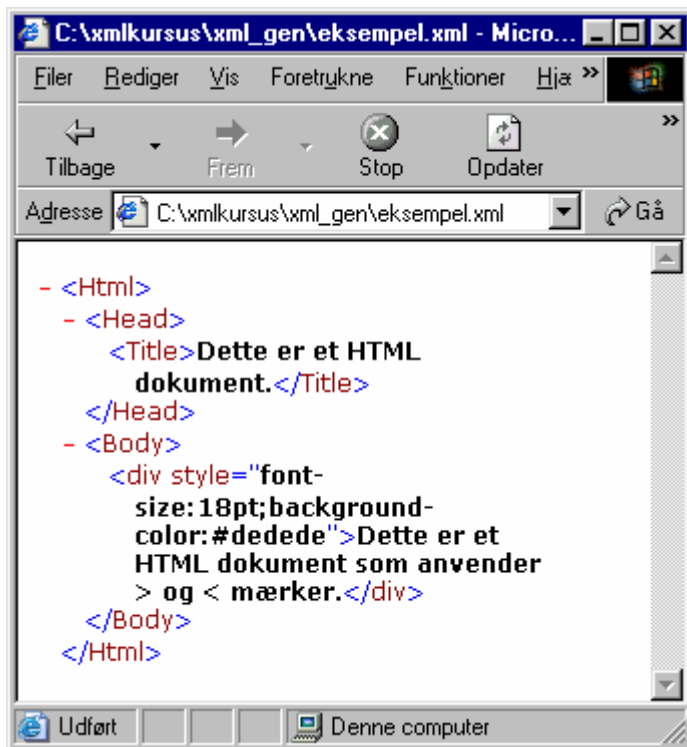 C:\xmlkursus\xml_gen\eksempel.xml - Micro...
Filer Rediger Vis Foretrukne Funktioner Hjæ »
Tilbage Frem Stop Opdater »
Adresse C:\xmlkursus\xml_gen\eksempel.xml Gå
- <Html>
- <Head>
<Title>Dette er et HTML
dokument.</Title>
</Head>
- <Body>
<div style="font-
size:18pt;background-
color:#dedede">Dette er et
HTML dokument som anvender
> og < mærker.</div>
</Body>
</Html>
Udført Denne computer